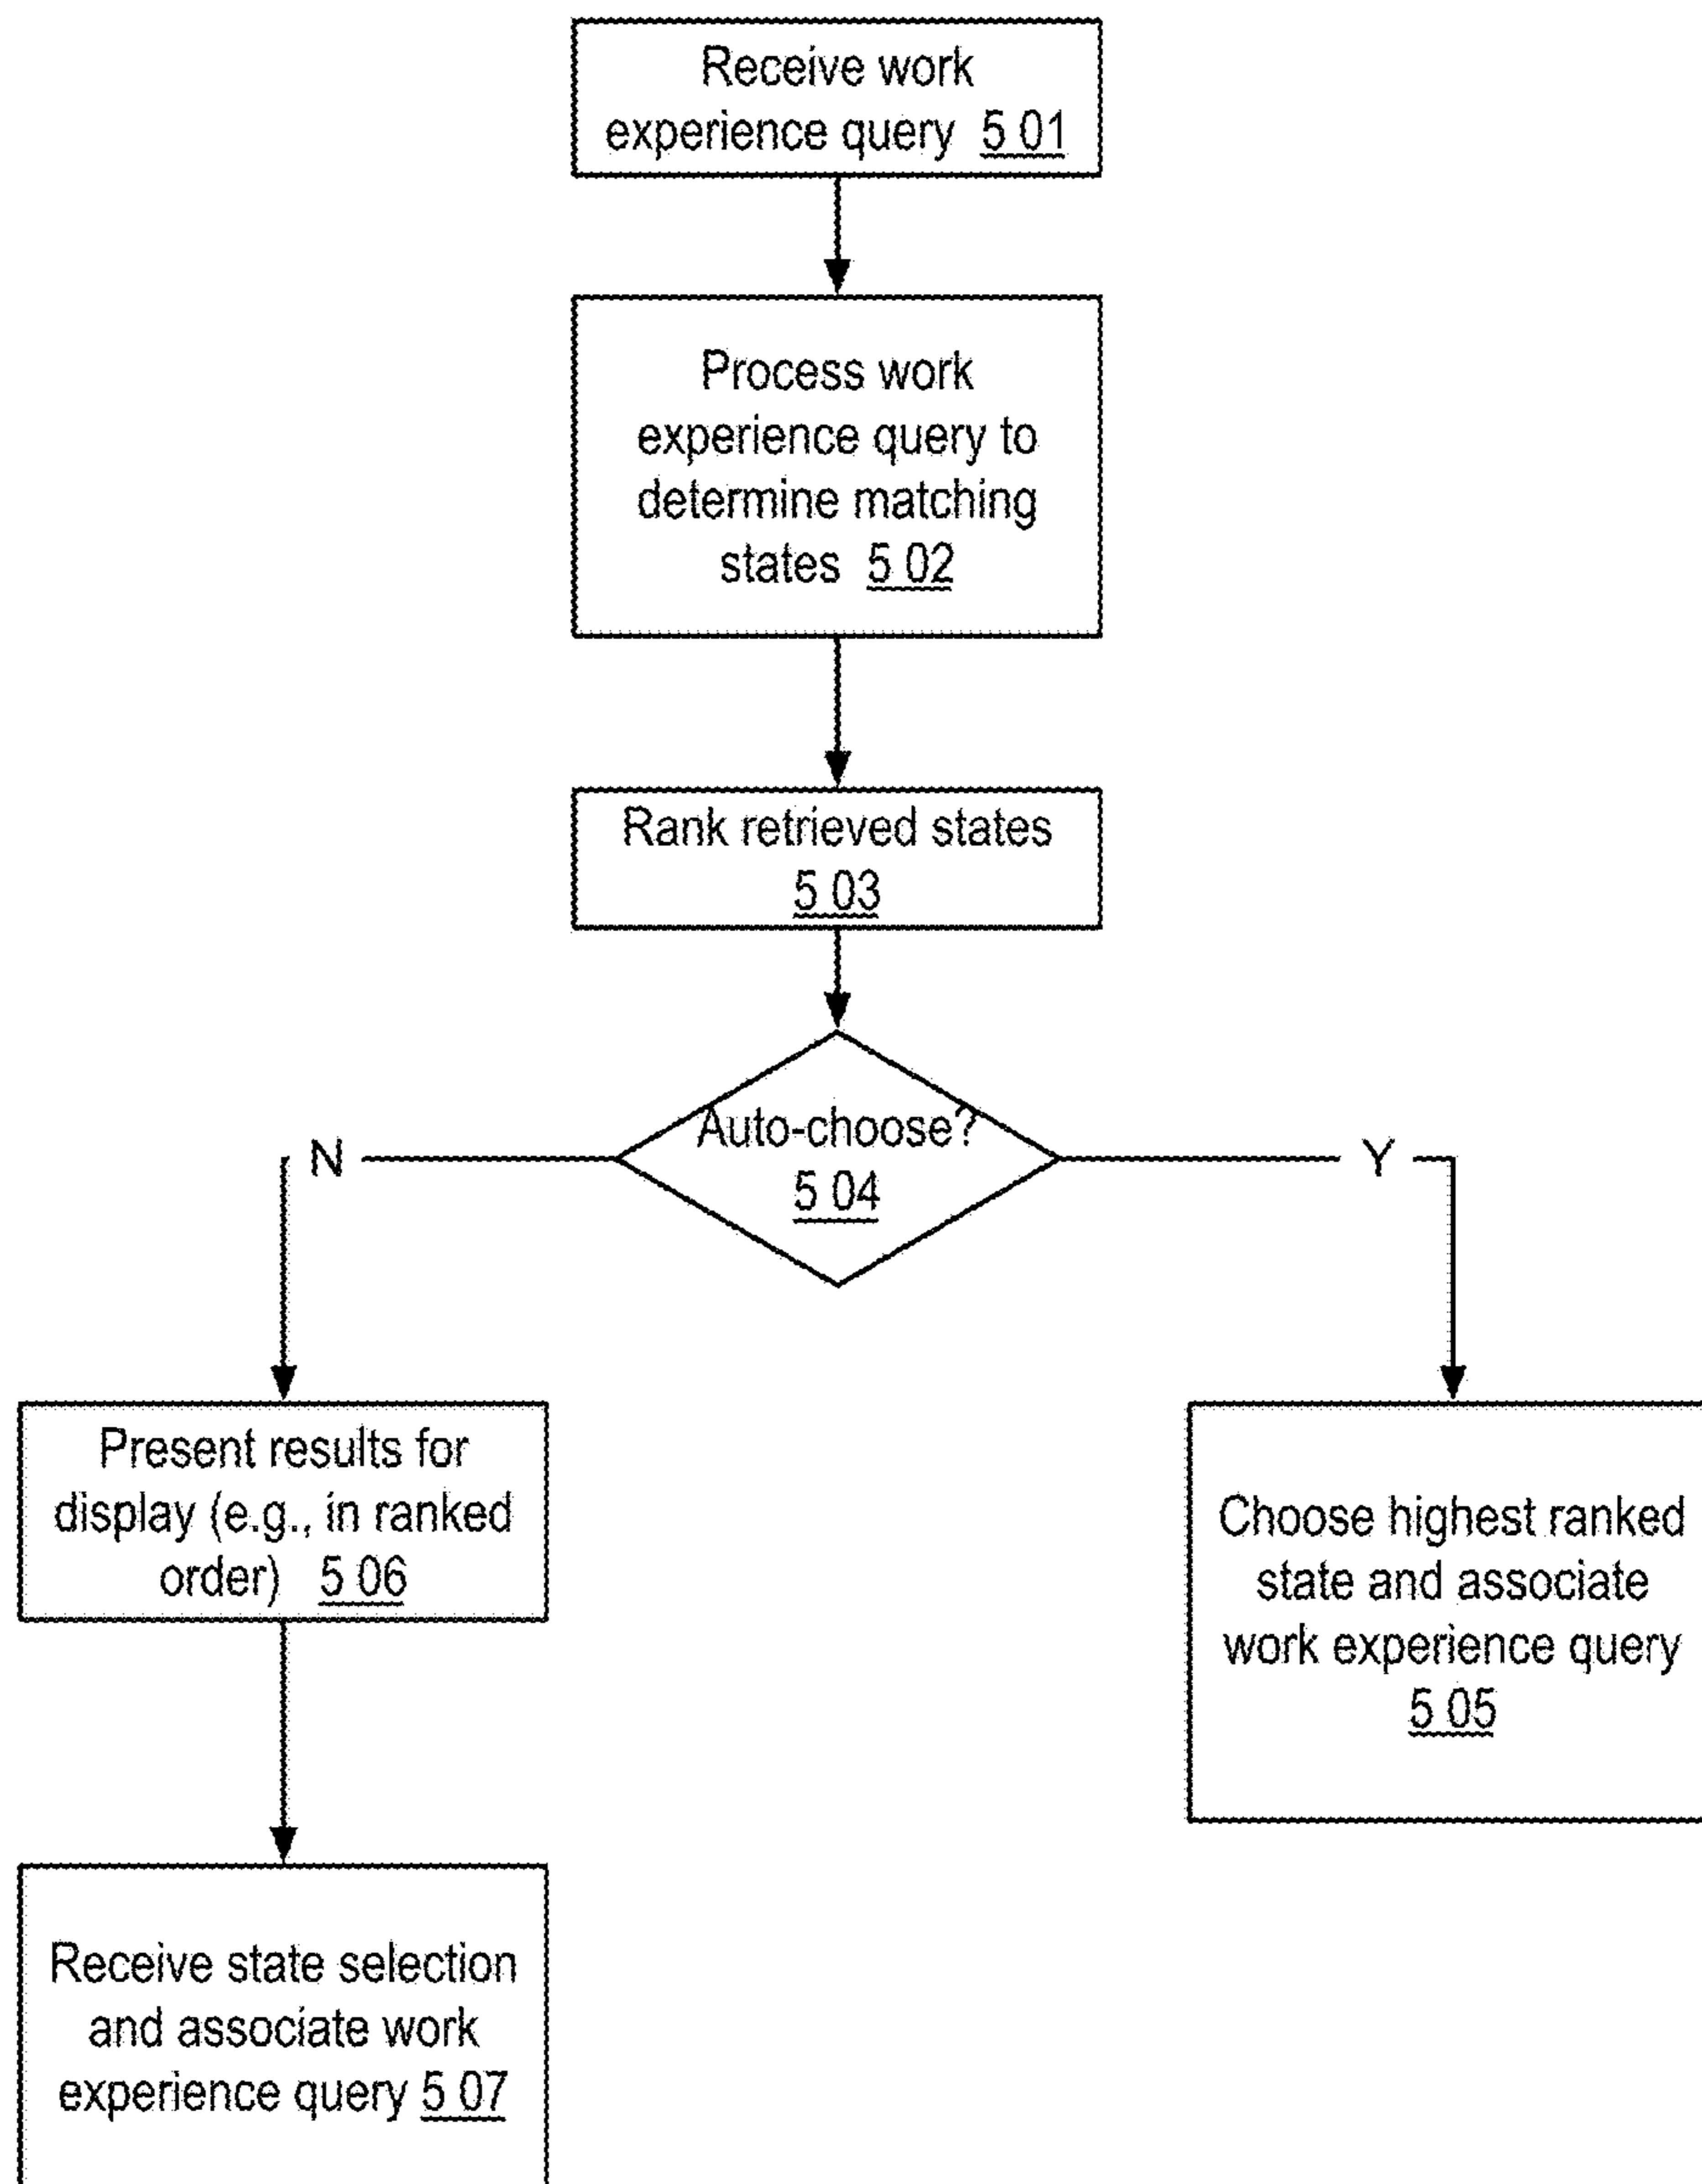 Receive work
experience query 5 01
Process work
experience query to
determine matching
states 5 02
Rank retrieved states
5 03
Auto-choose?
5 04
N
Y
Present results for
display (e.g., in ranked
order) 5 06
Choose highest ranked
state and associate
work experience query
5 05
Receive state selection
and associate work
experience query 5 07